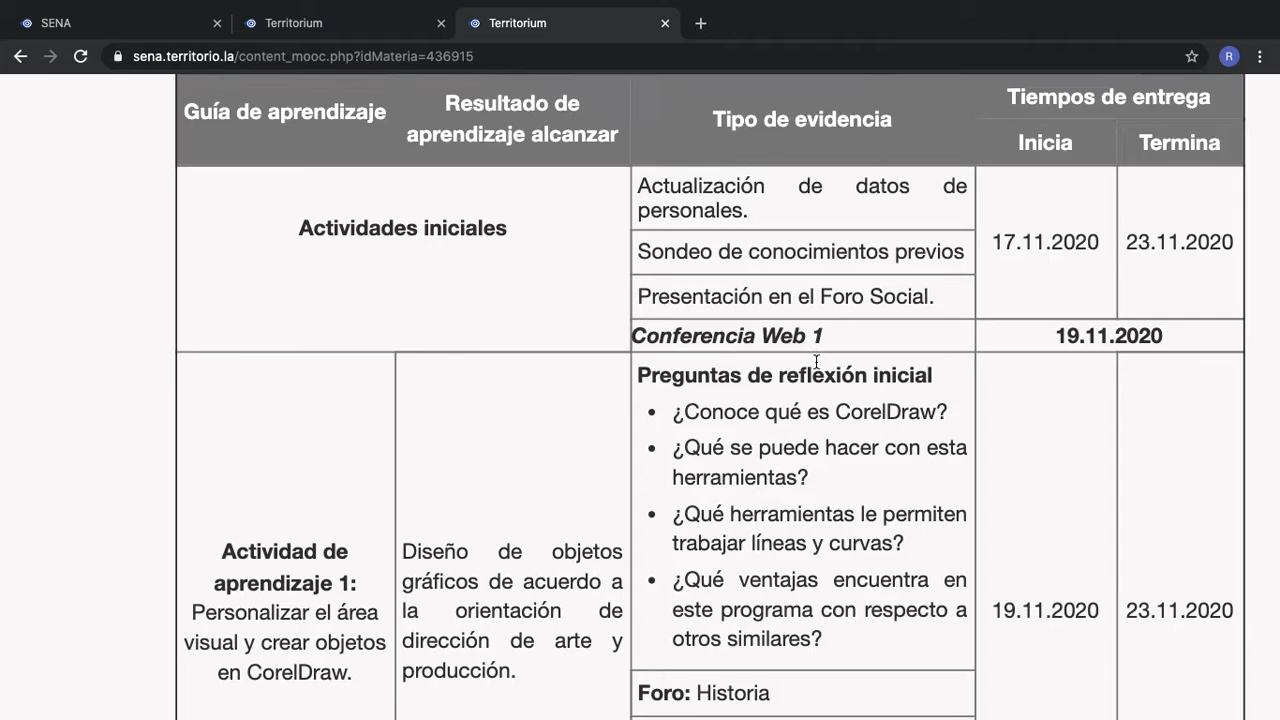 SENA
Territorium
Territorium
sena.territorio.la/content_mooc.php?idMateria=436915
R
Guía de aprendizaje
Resultado de
aprendizaje alcanzar
Tipo de evidencia
Tiempos de entrega
Inicia
Termina
Actividades iniciales
Actualización de datos de
personales.
Sondeo de conocimientos previos
Presentación en el Foro Social.
17.11.2020
23.11.2020
Conferencia Web 1
19.11.2020
Actividad de
aprendizaje 1:
Personalizar el área
visual y crear objetos
en CorelDraw.
Diseño de objetos
gráficos de acuerdo a
la orientación de
dirección de arte y
producción.
Preguntas de reflexión inicial
• ¿Conoce qué es CorelDraw?
• ¿Qué se puede hacer con esta
herramientas?
• ¿Qué herramientas le permiten
trabajar líneas y curvas?
• ¿Qué ventajas encuentra en
este programa con respecto a
otros similares?
19.11.2020
23.11.2020
Foro: Historia